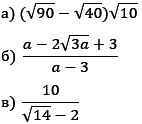 а) (√90 − √40)√10
б) (a − 2√3a + 3)/(a − 3)
в) 10/(√14 − 2)